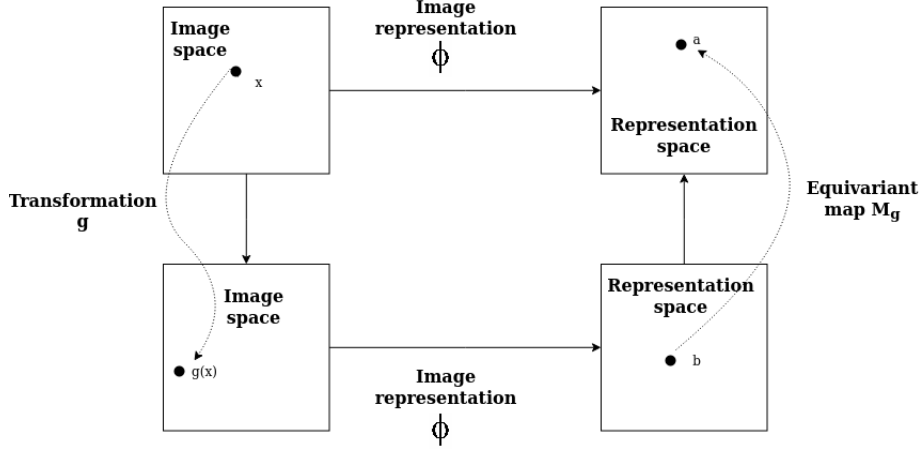 Image
space
x
Image
representation
ϕ
a
Representation
space
Transformation
g
Equivariant
map Mg
Image
space
g(x)
Image
representation
ϕ
Representation
space
b